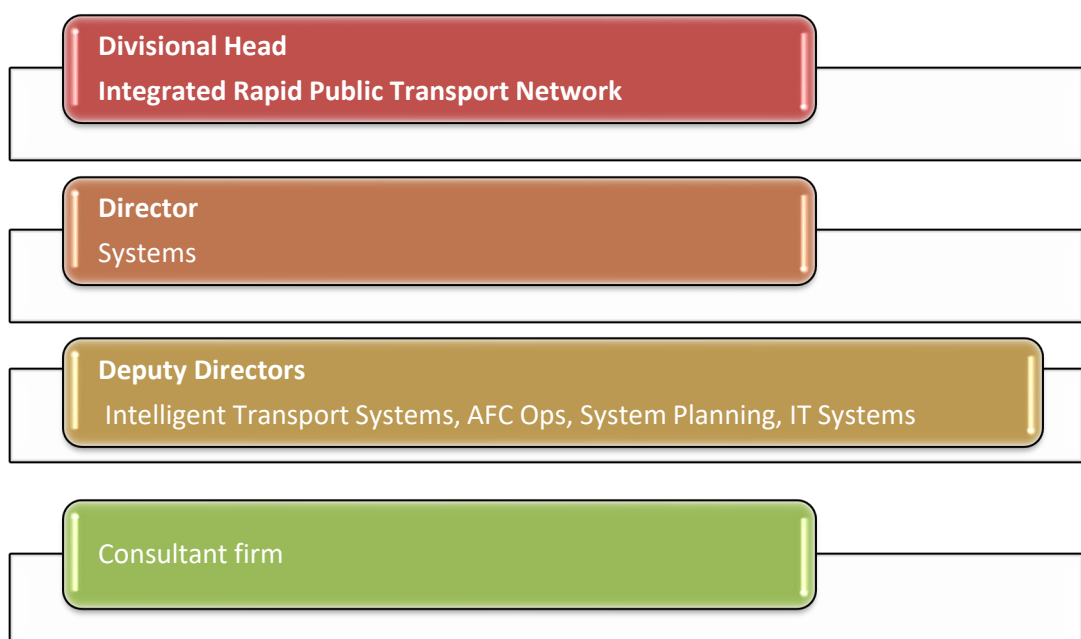 Divisional Head
Integrated Rapid Public Transport Network
Director
Systems
Deputy Directors
Intelligent Transport Systems, AFC Ops, System Planning, IT Systems
Consultant firm